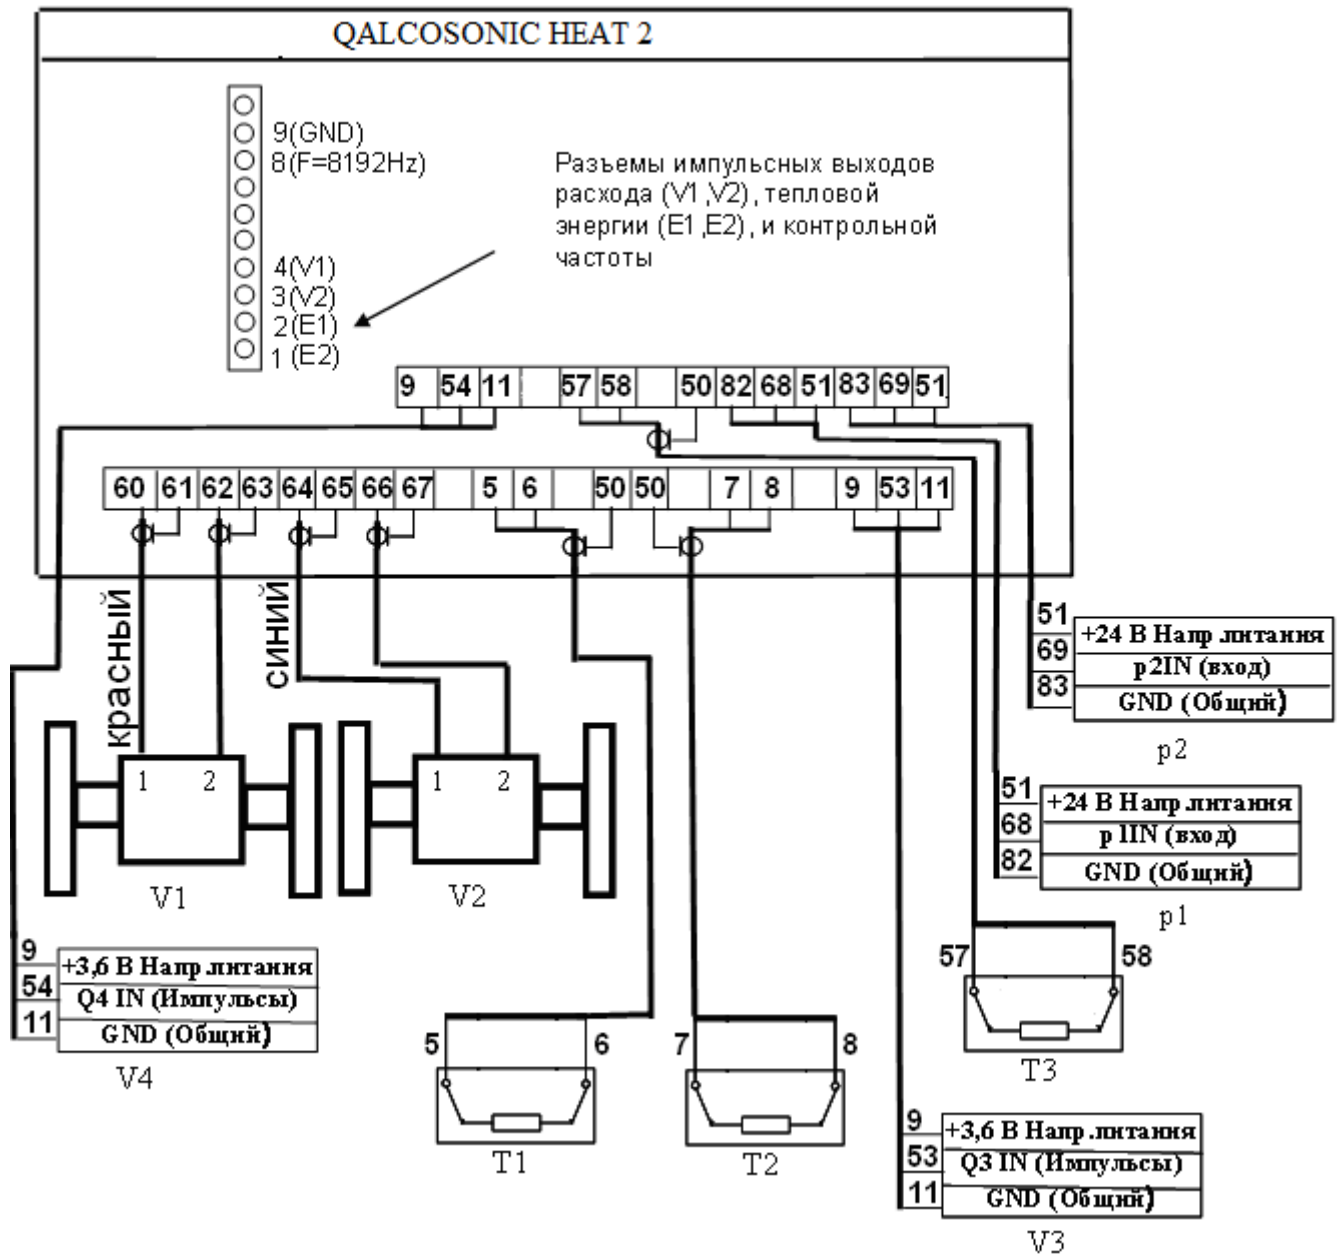 QALCOSONIC HEAT 2
9(GND)
8(F=8192Hz)
4(V1)
3(V2)
2(E1)
1(E2)
Разъемы импульсных выходов
расхода (V1,V2), тепловой
энергии (E1,E2), и контрольной
частоты
9 54 11 57 58 50 82 68 51 83 69 51
60 61 62 63 64 65 66 67 5 6 50 50 7 8 9 53 11
красный
синий
1 2
V1
1 2
V2
51 +24 В Напр.питания
69 p2IN (вход)
83 GND (Общий)
p2
51 +24 В Напр.питания
68 p1IN (вход)
82 GND (Общий)
p1
9 +3,6 В Напр.питания
54 Q4 IN (Импульсы)
11 GND (Общий)
V4
5 6
T1
7 8
T2
57 58
T3
9 +3,6 В Напр.питания
53 Q3 IN (Импульсы)
11 GND (Общий)
V3